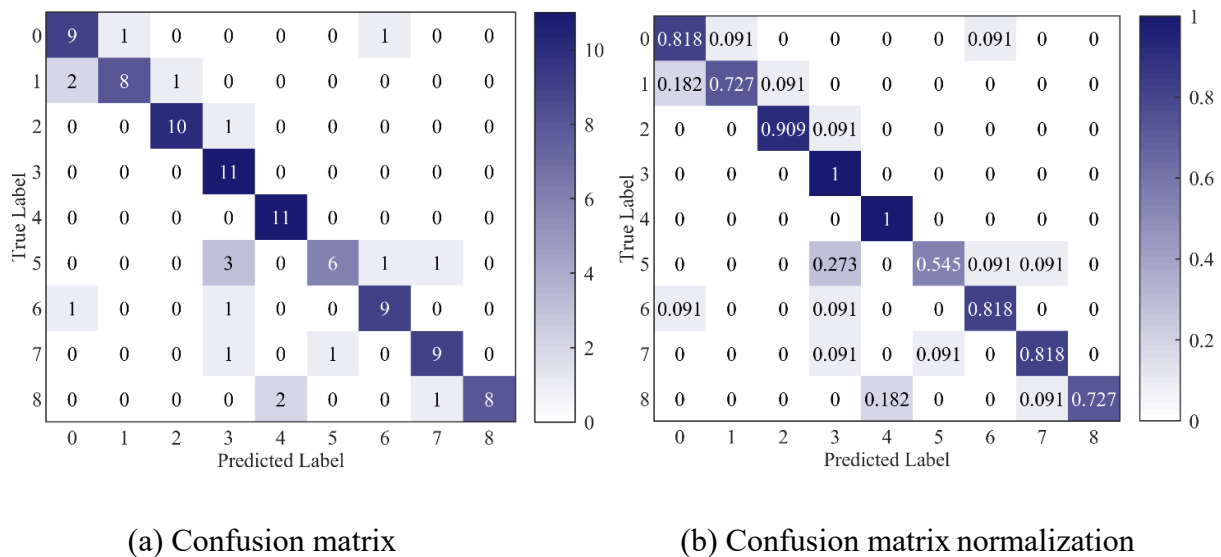 0 9 1 0 0 0 0 1 0 0
1 2 8 1 0 0 0 0 0 0
2 0 0 10 1 0 0 0 0 0
3 0 0 0 11 0 0 0 0 0
4 0 0 0 0 11 0 0 0 0
5 0 0 0 3 0 6 1 1 0
6 1 0 0 1 0 0 9 0 0
7 0 0 0 1 0 1 0 9 0
8 0 0 0 0 2 0 0 1 8
0 1 2 3 4 5 6 7 8
Predicted Label
True Label
10
8
6
4
2
0
(a) Confusion matrix
0 0.818 0.091 0 0 0 0 0.091 0 0
1 0.182 0.727 0.091 0 0 0 0 0 0
2 0 0 0.909 0.091 0 0 0 0 0
3 0 0 0 1 0 0 0 0 0
4 0 0 0 0 1 0 0 0 0
5 0 0 0 0.273 0 0.545 0.091 0.091 0
6 0.091 0 0 0.091 0 0 0.818 0 0
7 0 0 0 0.091 0 0.091 0 0.818 0
8 0 0 0 0 0.182 0 0 0.091 0.727
0 1 2 3 4 5 6 7 8
Predicted Label
True Label
1
0.8
0.6
0.4
0.2
0
(b) Confusion matrix normalization